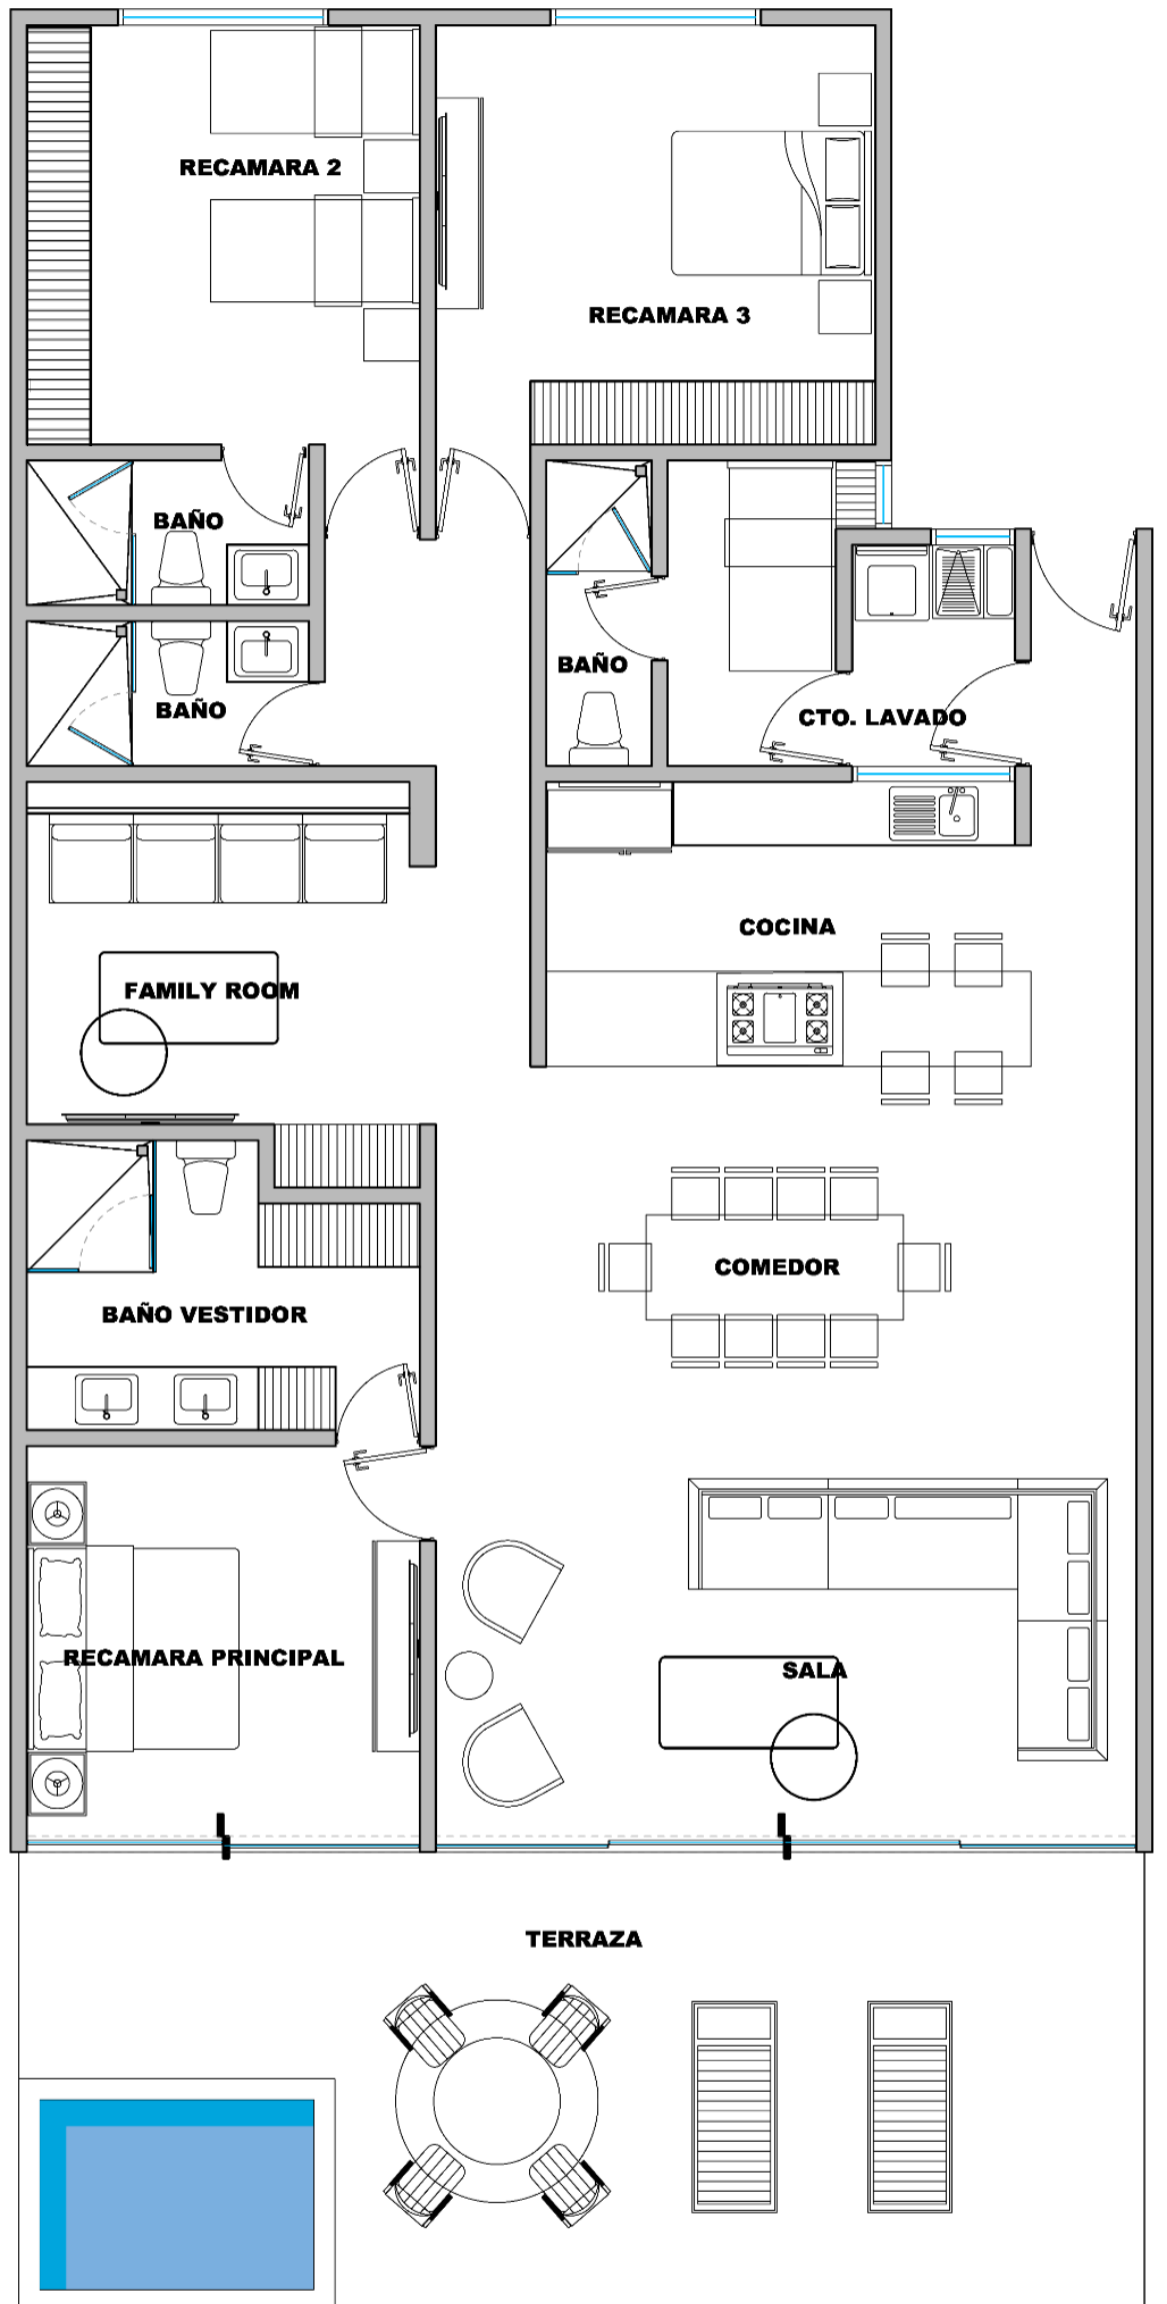 RECAMARA 2
RECAMARA 3
BAÑO
BAÑO
BAÑO
CTO. LAVADO
COCINA
FAMILY ROOM
COMEDOR
BAÑO VESTIDOR
RECAMARA PRINCIPAL
SALA
TERRAZA